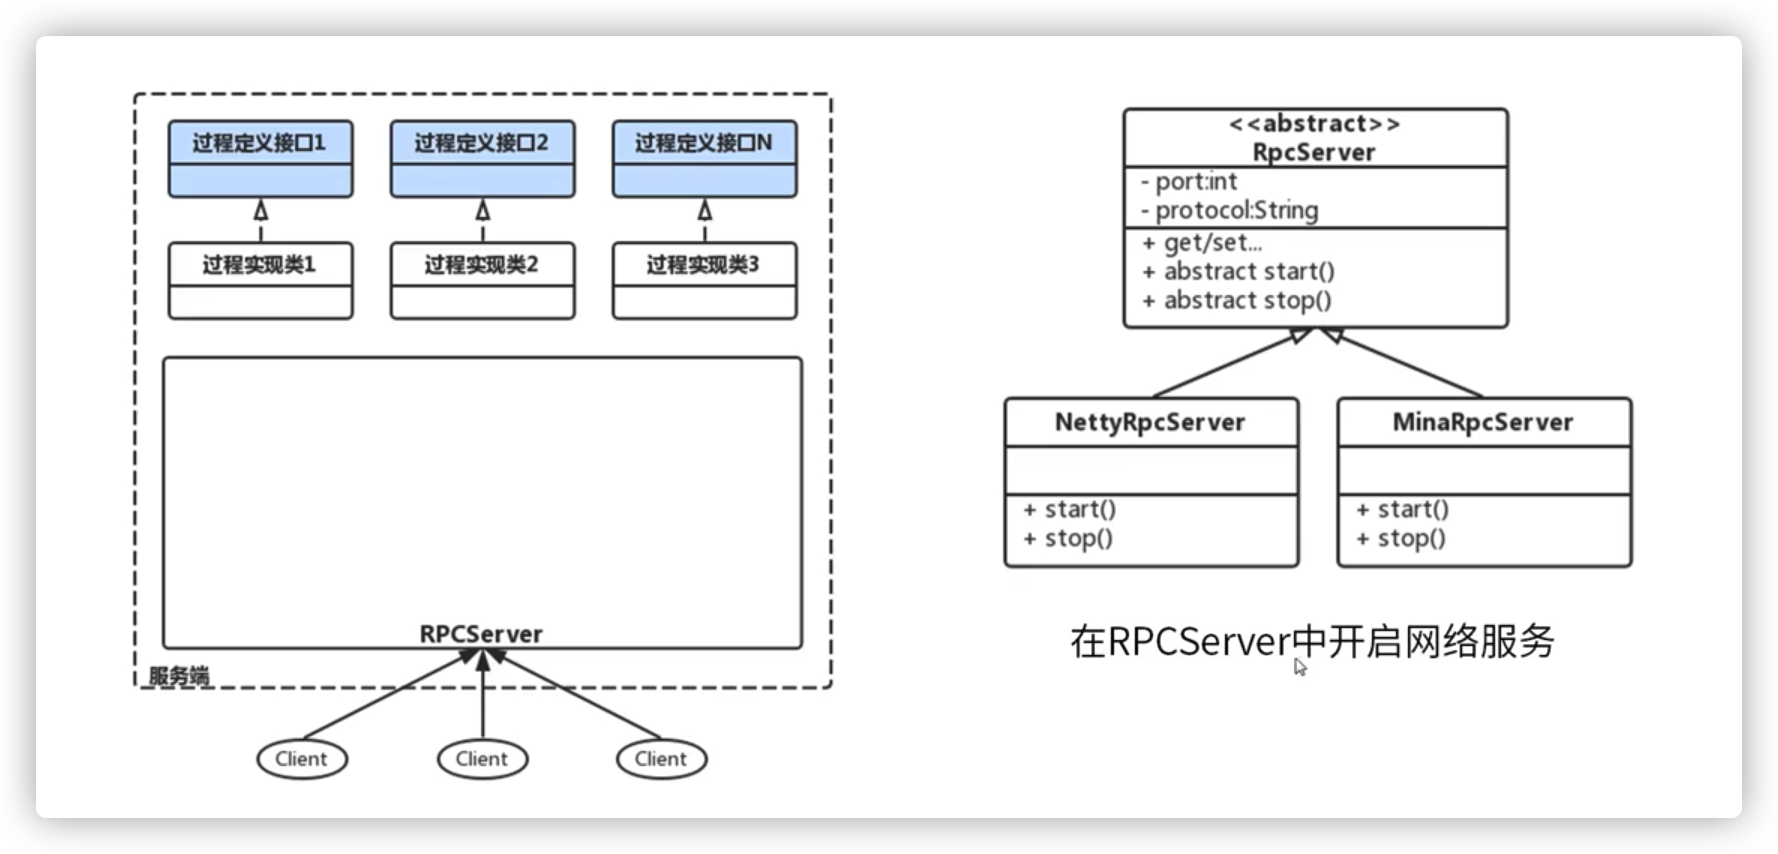 过程定义接口1
过程定义接口2
过程定义接口N
过程实现类1
过程实现类2
过程实现类3
RPCServer
服务端
Client
Client
Client
<<abstract>>
RpcServer
- port:int
- protocol:String
+ get/set...
+ abstract start()
+ abstract stop()
NettyRpcServer
+ start()
+ stop()
MinaRpcServer
+ start()
+ stop()
在RPCServer中开启网络服务